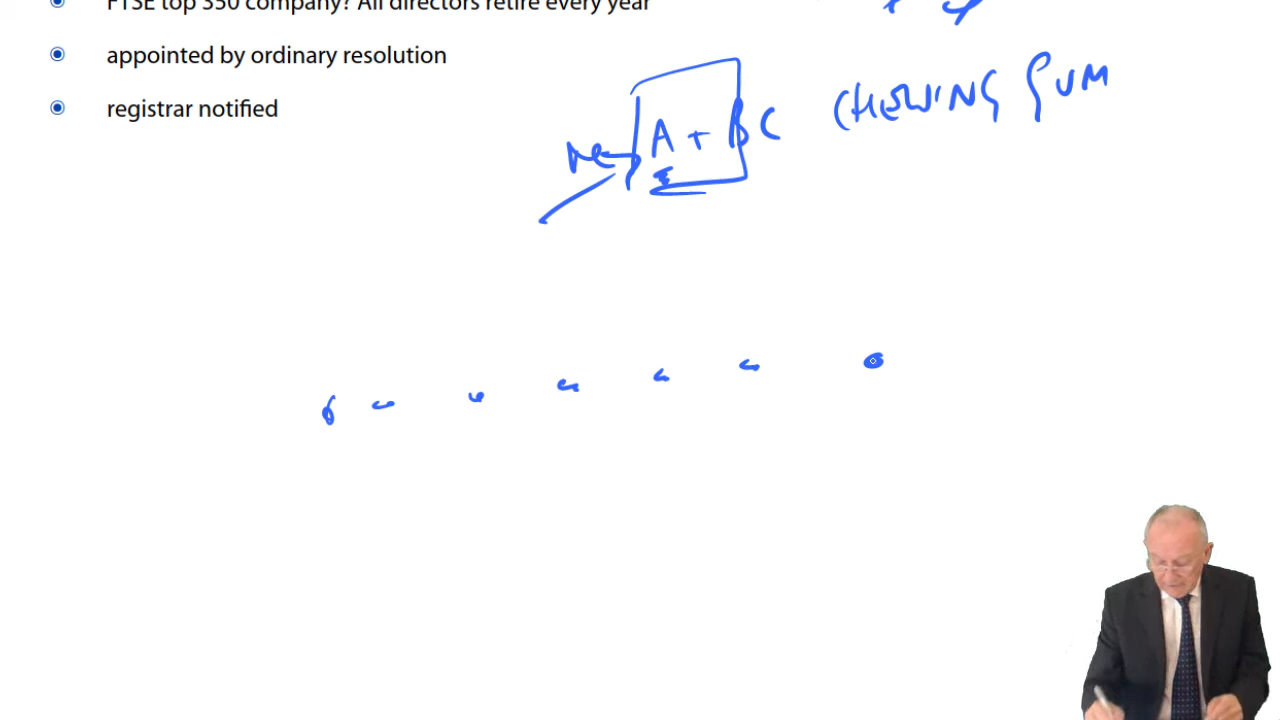 FTSE top 350 company? All directors retire every year
appointed by ordinary resolution
registrar notified
A + B C CHEWING GUM